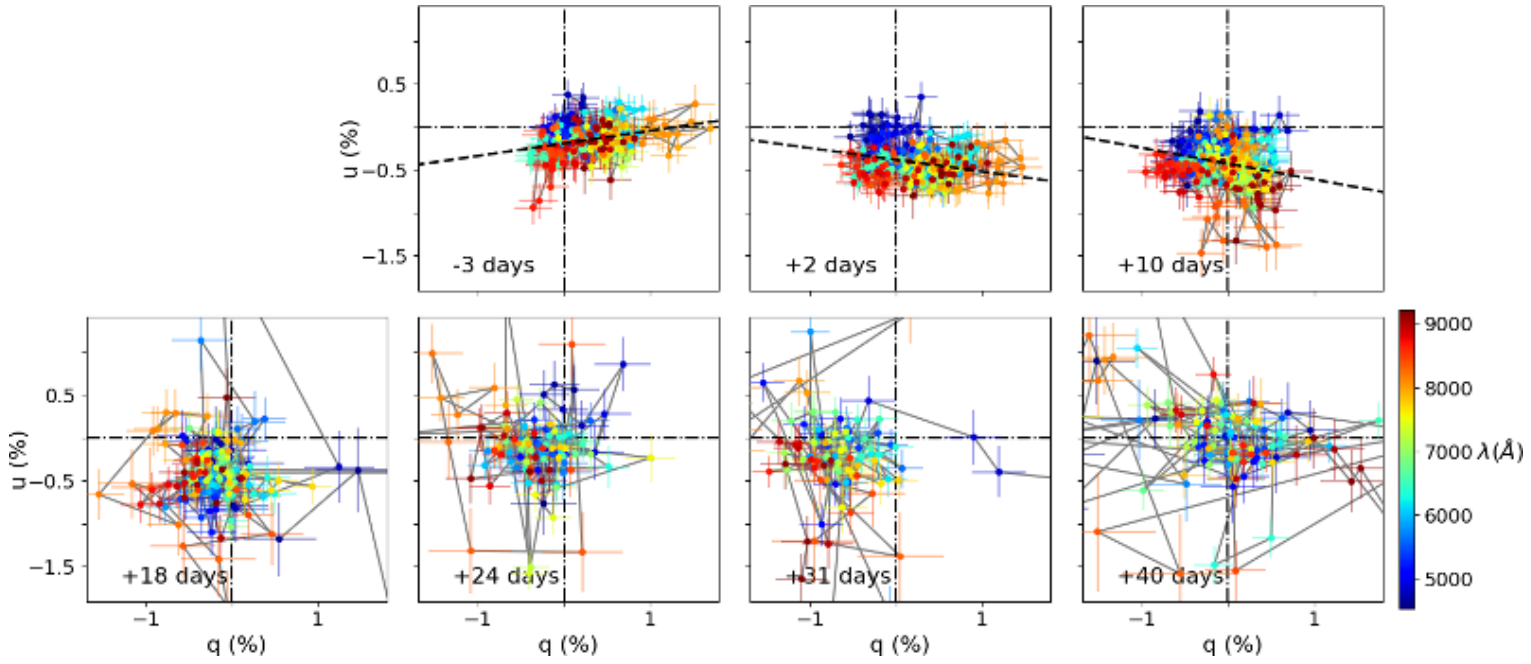 u (%)
0.5
−0.5
−1.5
-3 days
+2 days
+10 days
u (%)
0.5
−0.5
−1.5
+18 days
+24 days
+31 days
+40 days
−1
1
−1
1
−1
1
−1
1
q (%)
q (%)
q (%)
q (%)
9000
8000
7000
6000
5000
λ(Å)